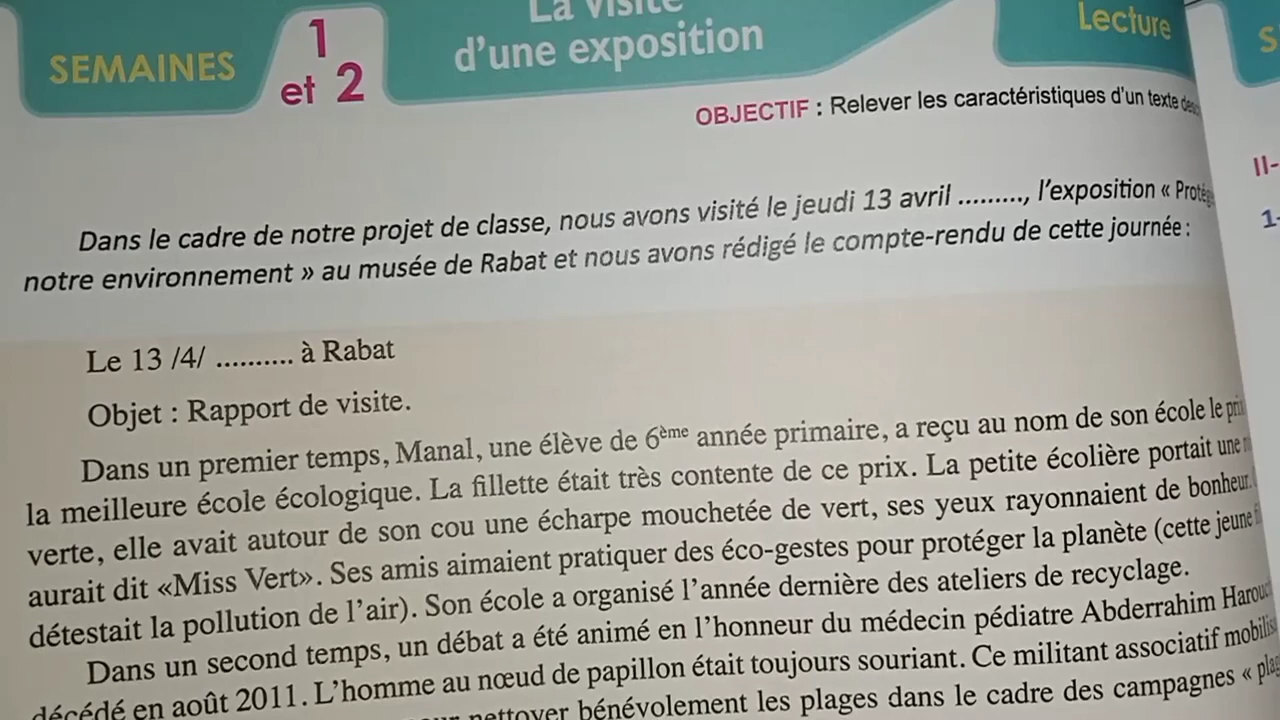 SEMAINES
1
et 2
La visite
d'une exposition
Lecture
OBJECTIF : Relever les caractéristiques d'un texte
Dans le cadre de notre projet de classe, nous avons visité le jeudi 13 avril ........., l'exposition «
notre environnement » au musée de Rabat et nous avons rédigé le compte-rendu de cette journée :
Le 13 /4/ .......... à Rabat
Objet : Rapport de visite.
Dans un premier temps, Manal, une élève de 6ème année primaire, a reçu au nom de son école le
la meilleure école écologique. La fillette était très contente de ce prix. La petite écolière portait une
verte, elle avait autour de son cou une écharpe mouchetée de vert, ses yeux rayonnaient de bonheur.
aurait dit «Miss Vert». Ses amis aimaient pratiquer des éco-gestes pour protéger la planète (cette jeune
détestait la pollution de l'air). Son école a organisé l'année dernière des ateliers de recyclage.
Dans un second temps, un débat a été animé en l'honneur du médecin pédiatre Abderrahim
décédé en août 2011. L'homme au nœud de papillon était toujours souriant. Ce militant associatif
nettoyer bénévolement les plages dans le cadre des campagnes «
II-
1-